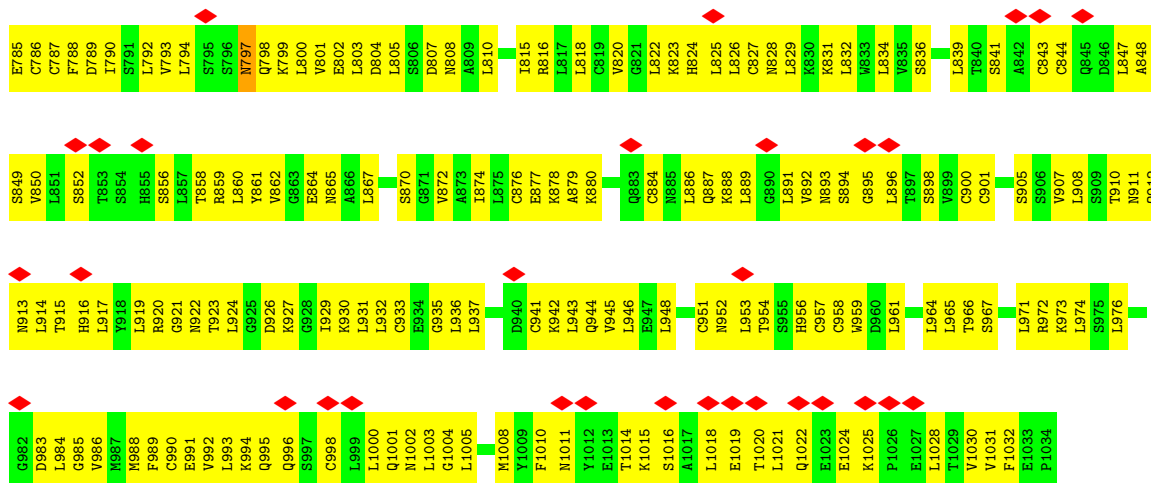 E785 C786 C787 F788 D789 I790 S791 L792 V793 L794 S795 S796 N797 Q798 K799 L800 V801 E802 L803 D804 L805 S806 D807 N808 A809 L810 I815 R816 L817 L818 C819 V820 G821 L822 K823 H824 L825 L826 C827 N828 L829 K830 K831 L832 W833 L834 V835 S836 L839 T840 S841 A842 C843 C844 Q845 D846 L847 A848
S849 V850 L851 S852 T853 S854 H855 S856 L857 T858 R859 L860 Y861 V862 G863 E864 N865 A866 L867 S870 G871 V872 A873 I874 L875 C876 E877 K878 A879 K880 Q883 C884 N885 L886 Q887 K888 L889 G890 L891 V892 N893 S894 G895 L896 T897 S898 V899 C900 C901 S905 S906 V907 L908 S909 T910 N911
N913 L914 T915 H916 L917 Y918 L919 R920 G921 N922 T923 L924 G925 D926 K927 G928 I929 K930 L931 L932 C933 E934 G935 L936 L937 D940 C941 K942 L943 Q944 V945 L946 E947 L948 C951 N952 L953 T954 S955 H956 C957 C958 W959 D960 L961 L964 L965 T966 S967 L971 R972 K973 L974 S975 L976
G982 D983 L984 G985 V986 M987 M988 F989 C990 E991 V992 L993 K994 Q995 Q996 S997 C998 L999 L1000 Q1001 N1002 L1003 G1004 L1005 M1008 Y1009 F1010 N1011 Y1012 E1013 T1014 K1015 S1016 A1017 L1018 E1019 T1020 L1021 Q1022 E1023 E1024 K1025 P1026 E1027 L1028 T1029 V1030 V1031 F1032 E1033 P1034